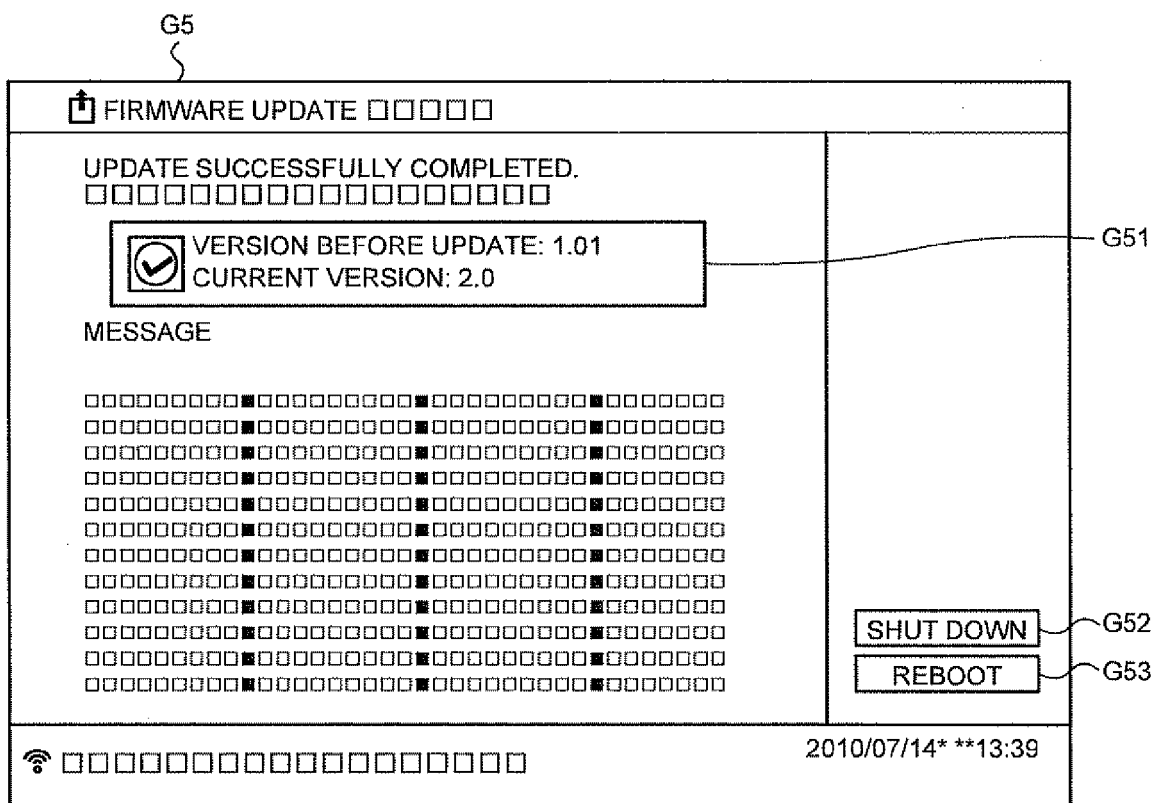 G5
FIRMWARE UPDATE □□□□□
UPDATE SUCCESSFULLY COMPLETED.
□□□□□□□□□□□□□□□□□□
VERSION BEFORE UPDATE: 1.01
CURRENT VERSION: 2.0
G51
MESSAGE
□□□□□□□□□■□□□□□□□□□■□□□□□□□□□■□□□□□□□
□□□□□□□□□■□□□□□□□□□■□□□□□□□□□■□□□□□□□
□□□□□□□□□■□□□□□□□□□■□□□□□□□□□■□□□□□□□
□□□□□□□□□■□□□□□□□□□■□□□□□□□□□■□□□□□□□
□□□□□□□□□■□□□□□□□□□■□□□□□□□□□■□□□□□□□
□□□□□□□□□■□□□□□□□□□■□□□□□□□□□■□□□□□□□
□□□□□□□□□■□□□□□□□□□■□□□□□□□□□■□□□□□□□
□□□□□□□□□■□□□□□□□□□■□□□□□□□□□■□□□□□□□
□□□□□□□□□■□□□□□□□□□■□□□□□□□□□■□□□□□□□
□□□□□□□□□■□□□□□□□□□■□□□□□□□□□■□□□□□□□
□□□□□□□□□■□□□□□□□□□■□□□□□□□□□■□□□□□□□
□□□□□□□□□■□□□□□□□□□■□□□□□□□□□■□□□□□□□
SHUT DOWN
G52
REBOOT
G53
□□□□□□□□□□□□□□□□□□
2010/07/14* **13:39